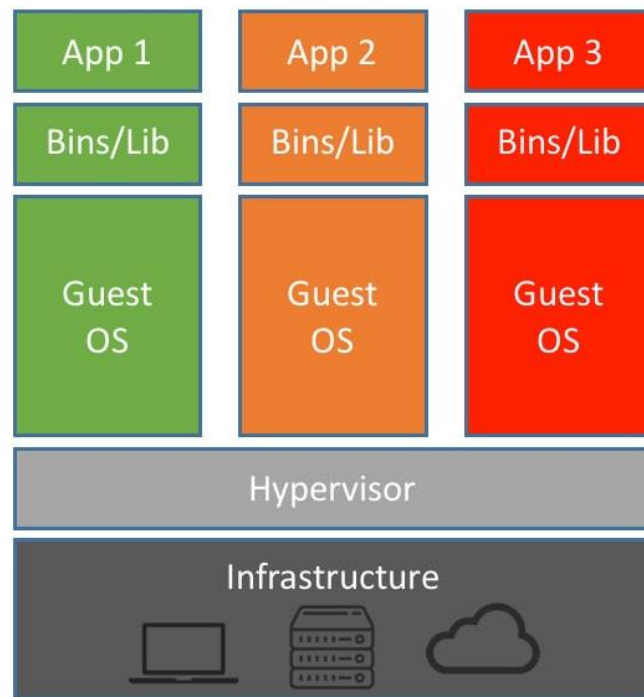 App 1
App 2
App 3
Bins/Lib
Bins/Lib
Bins/Lib
Guest
OS
Guest
OS
Guest
OS
Hypervisor
Infrastructure